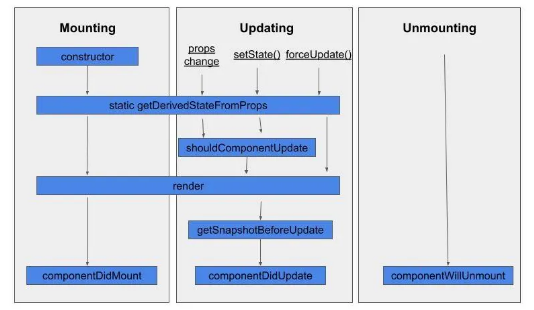 Mounting
Updating
Unmounting
constructor
props
change
setState()
forceUpdate()
static getDerivedStateFromProps
shouldComponentUpdate
render
getSnapshotBeforeUpdate
componentDidMount
componentDidUpdate
componentWillUnmount